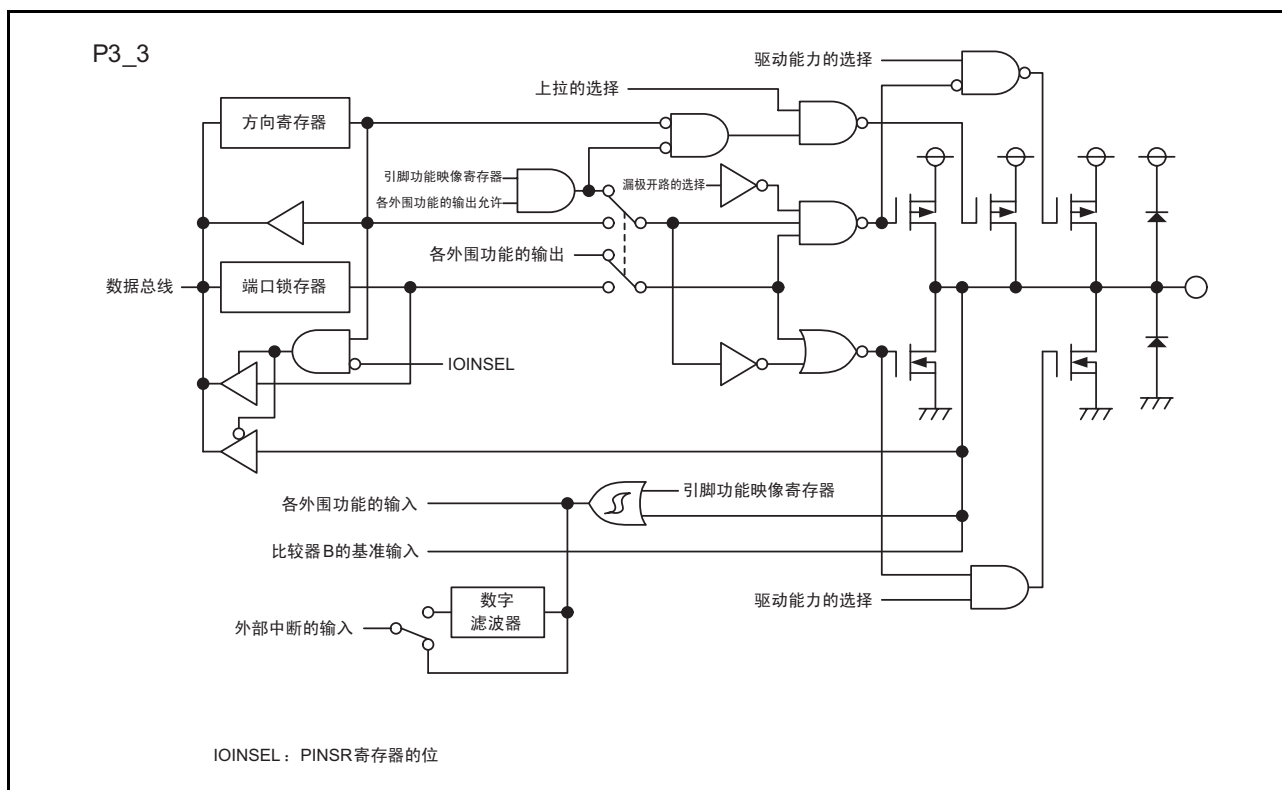 P3_3
驱动能力的选择
上拉的选择
方向寄存器
引脚功能映像寄存器
漏极开路的选择
各外围功能的输出允许
各外围功能的输出
数据总线
端口锁存器
IOINSEL
各外围功能的输入
引脚功能映像寄存器
比较器B的基准输入
数字
滤波器
驱动能力的选择
外部中断的输入
IOINSEL：PINSR寄存器的位